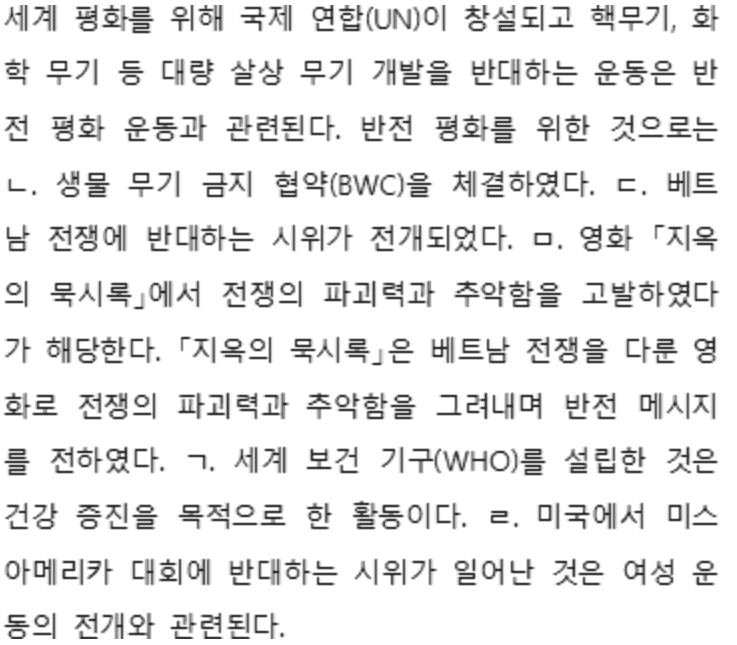 세계 평화를 위해 국제 연합(UN)이 창설되고 핵무기, 화
학 무기 등 대량 살상 무기 개발을 반대하는 운동은 반
전 평화 운동과 관련된다. 반전 평화를 위한 것으로는
ㄴ. 생물 무기 금지 협약(BWC)을 체결하였다. ㄷ. 베트
남 전쟁에 반대하는 시위가 전개되었다. ㅁ. 영화 「지옥
의 묵시록」에서 전쟁의 파괴력과 추악함을 고발하였다
가 해당한다. 「지옥의 묵시록」은 베트남 전쟁을 다룬 영
화로 전쟁의 파괴력과 추악함을 그려내며 반전 메시지
를 전하였다. ㄱ. 세계 보건 기구(WHO)를 설립한 것은
건강 증진을 목적으로 한 활동이다. ㄹ. 미국에서 미스
아메리카 대회에 반대하는 시위가 일어난 것은 여성 운
동의 전개와 관련된다.